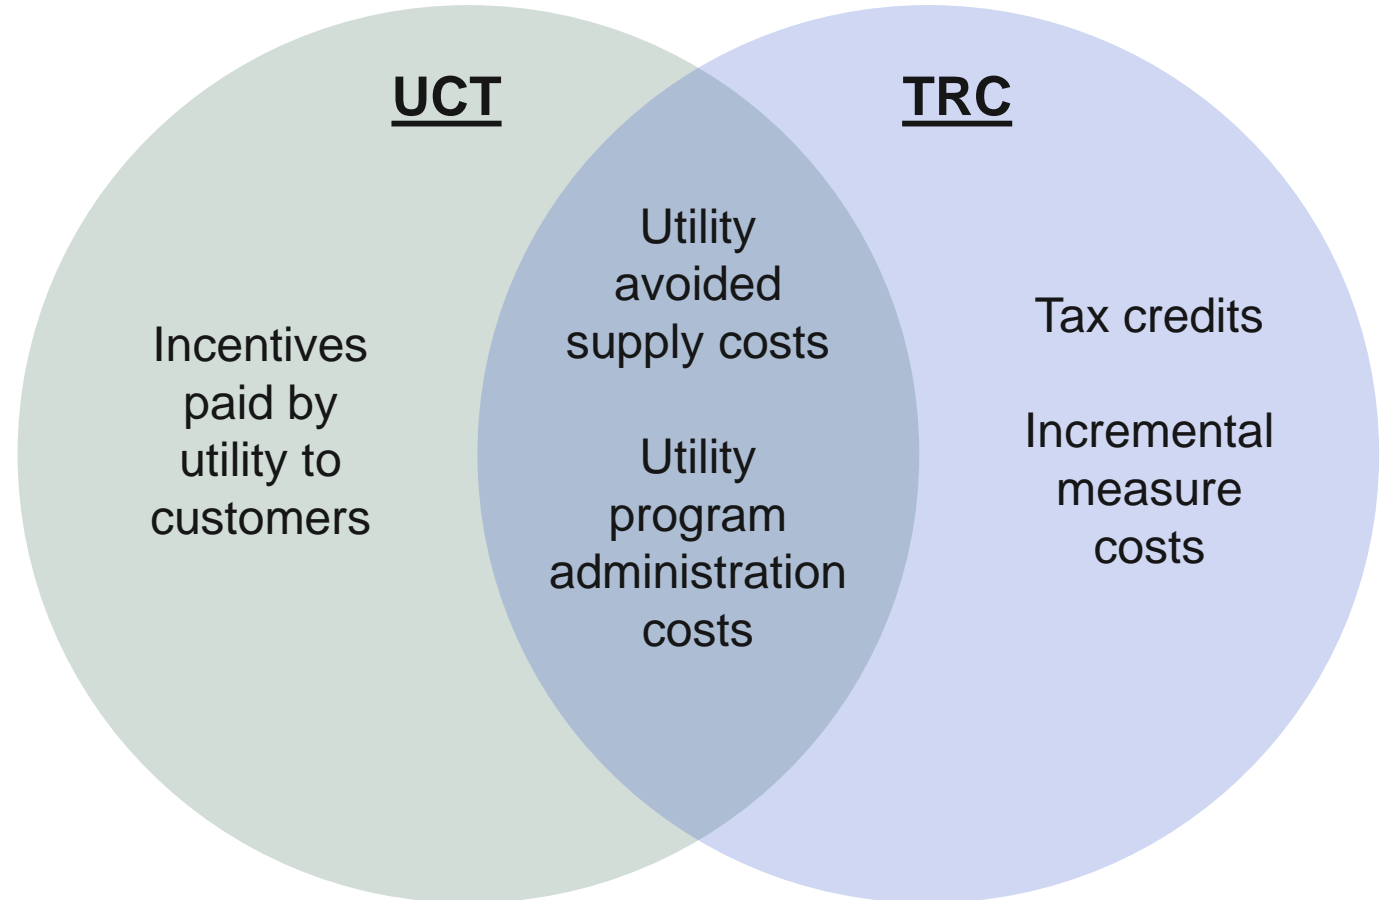 UCT
TRC
Incentives
paid by
utility to
customers
Utility
avoided
supply costs
Utility
program
administration
costs
Tax credits
Incremental
measure
costs